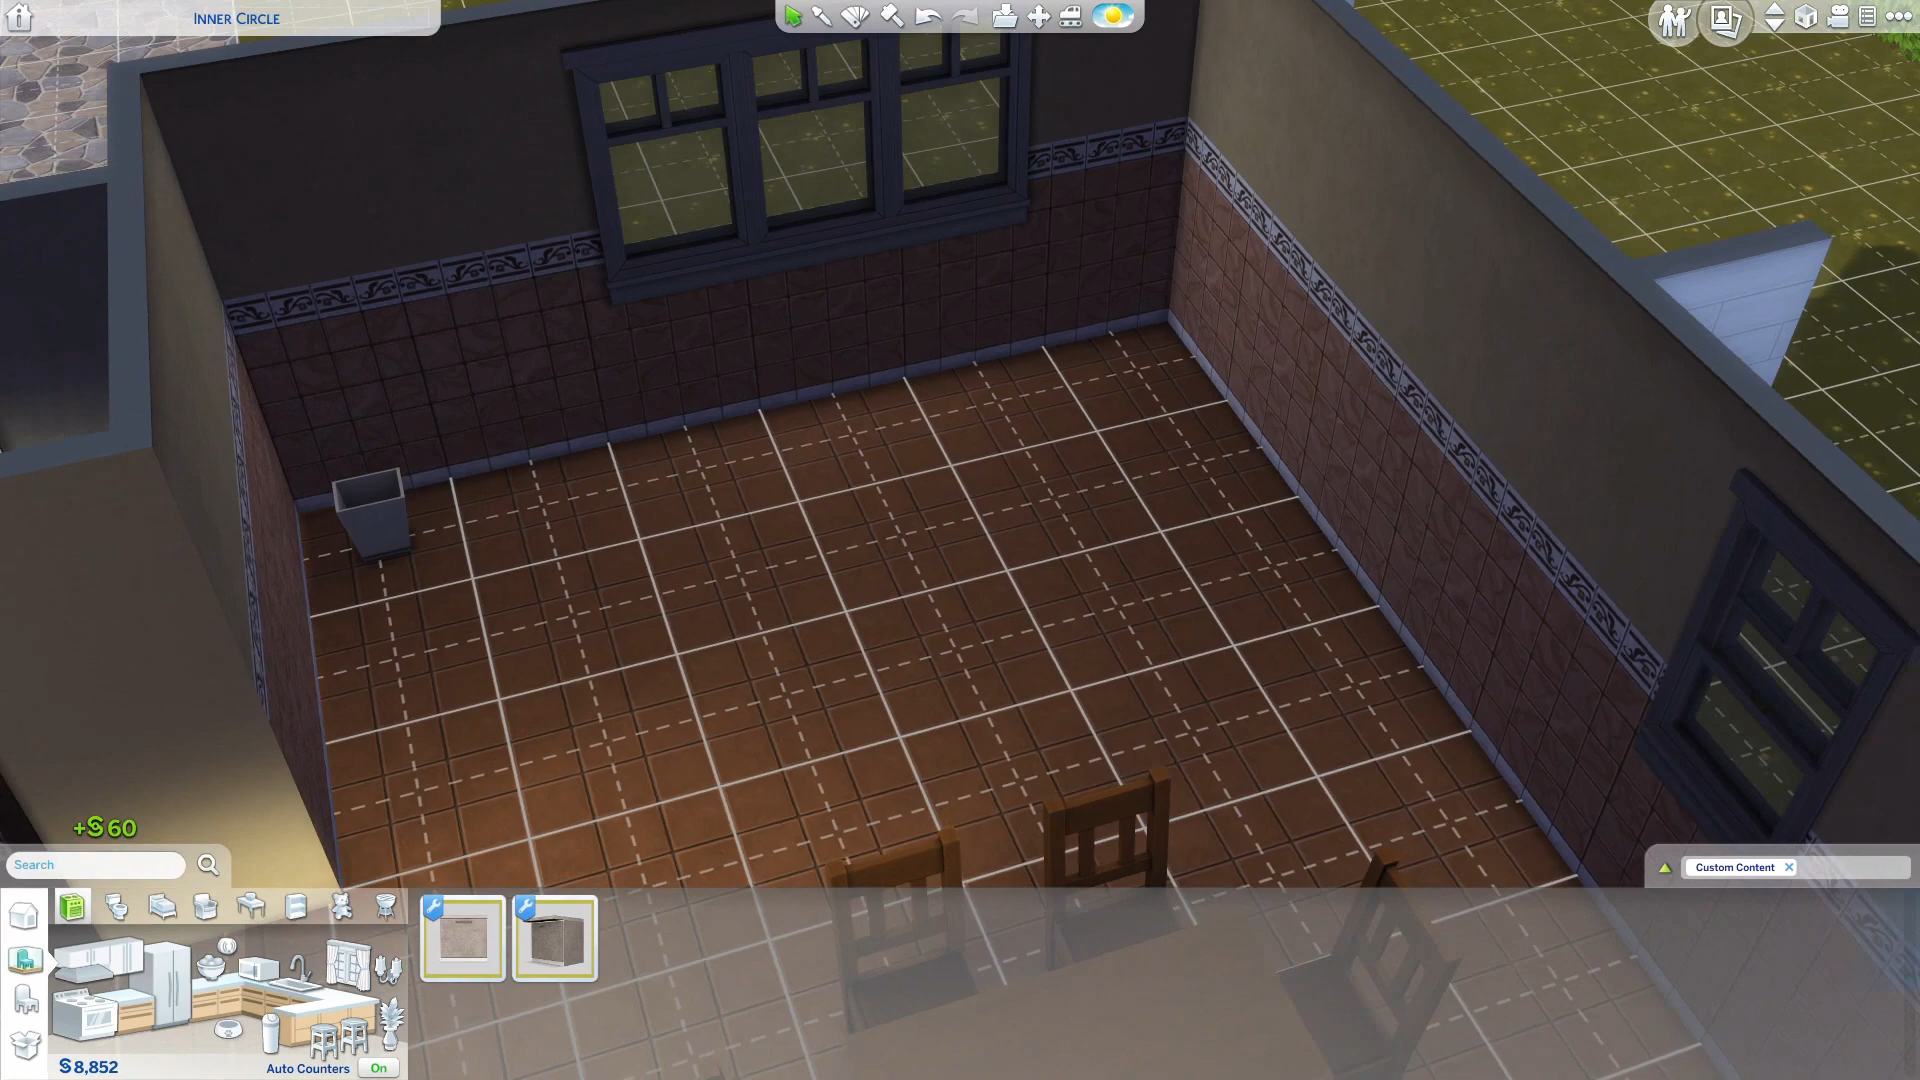 INNER CIRCLE
+§60
Search
Custom Content
§8,852
Auto Counters On